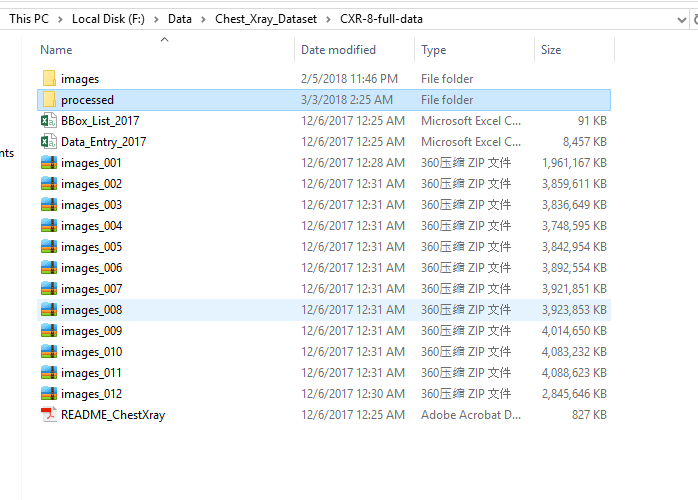 This PC > Local Disk (F:) > Data > Chest_Xray_Dataset > CXR-8-full-data
Name Date modified Type Size
images 2/5/2018 11:46 PM File folder
processed 3/3/2018 2:25 AM File folder
BBox_List_2017 12/6/2017 12:25 AM Microsoft Excel C... 91 KB
Data_Entry_2017 12/6/2017 12:25 AM Microsoft Excel C... 8,457 KB
nts
images_001 12/6/2017 12:28 AM 360压缩 ZIP 文件 1,961,167 KB
images_002 12/6/2017 12:31 AM 360压缩 ZIP 文件 3,859,611 KB
images_003 12/6/2017 12:31 AM 360压缩 ZIP 文件 3,836,649 KB
images_004 12/6/2017 12:31 AM 360压缩 ZIP 文件 3,748,595 KB
images_005 12/6/2017 12:31 AM 360压缩 ZIP 文件 3,842,954 KB
images_006 12/6/2017 12:31 AM 360压缩 ZIP 文件 3,892,554 KB
images_007 12/6/2017 12:31 AM 360压缩 ZIP 文件 3,921,851 KB
images_008 12/6/2017 12:31 AM 360压缩 ZIP 文件 3,923,853 KB
images_009 12/6/2017 12:31 AM 360压缩 ZIP 文件 4,014,650 KB
images_010 12/6/2017 12:31 AM 360压缩 ZIP 文件 4,083,232 KB
images_011 12/6/2017 12:31 AM 360压缩 ZIP 文件 4,088,623 KB
images_012 12/6/2017 12:30 AM 360压缩 ZIP 文件 2,845,646 KB
README_ChestXray 12/6/2017 12:25 AM Adobe Acrobat D... 827 KB